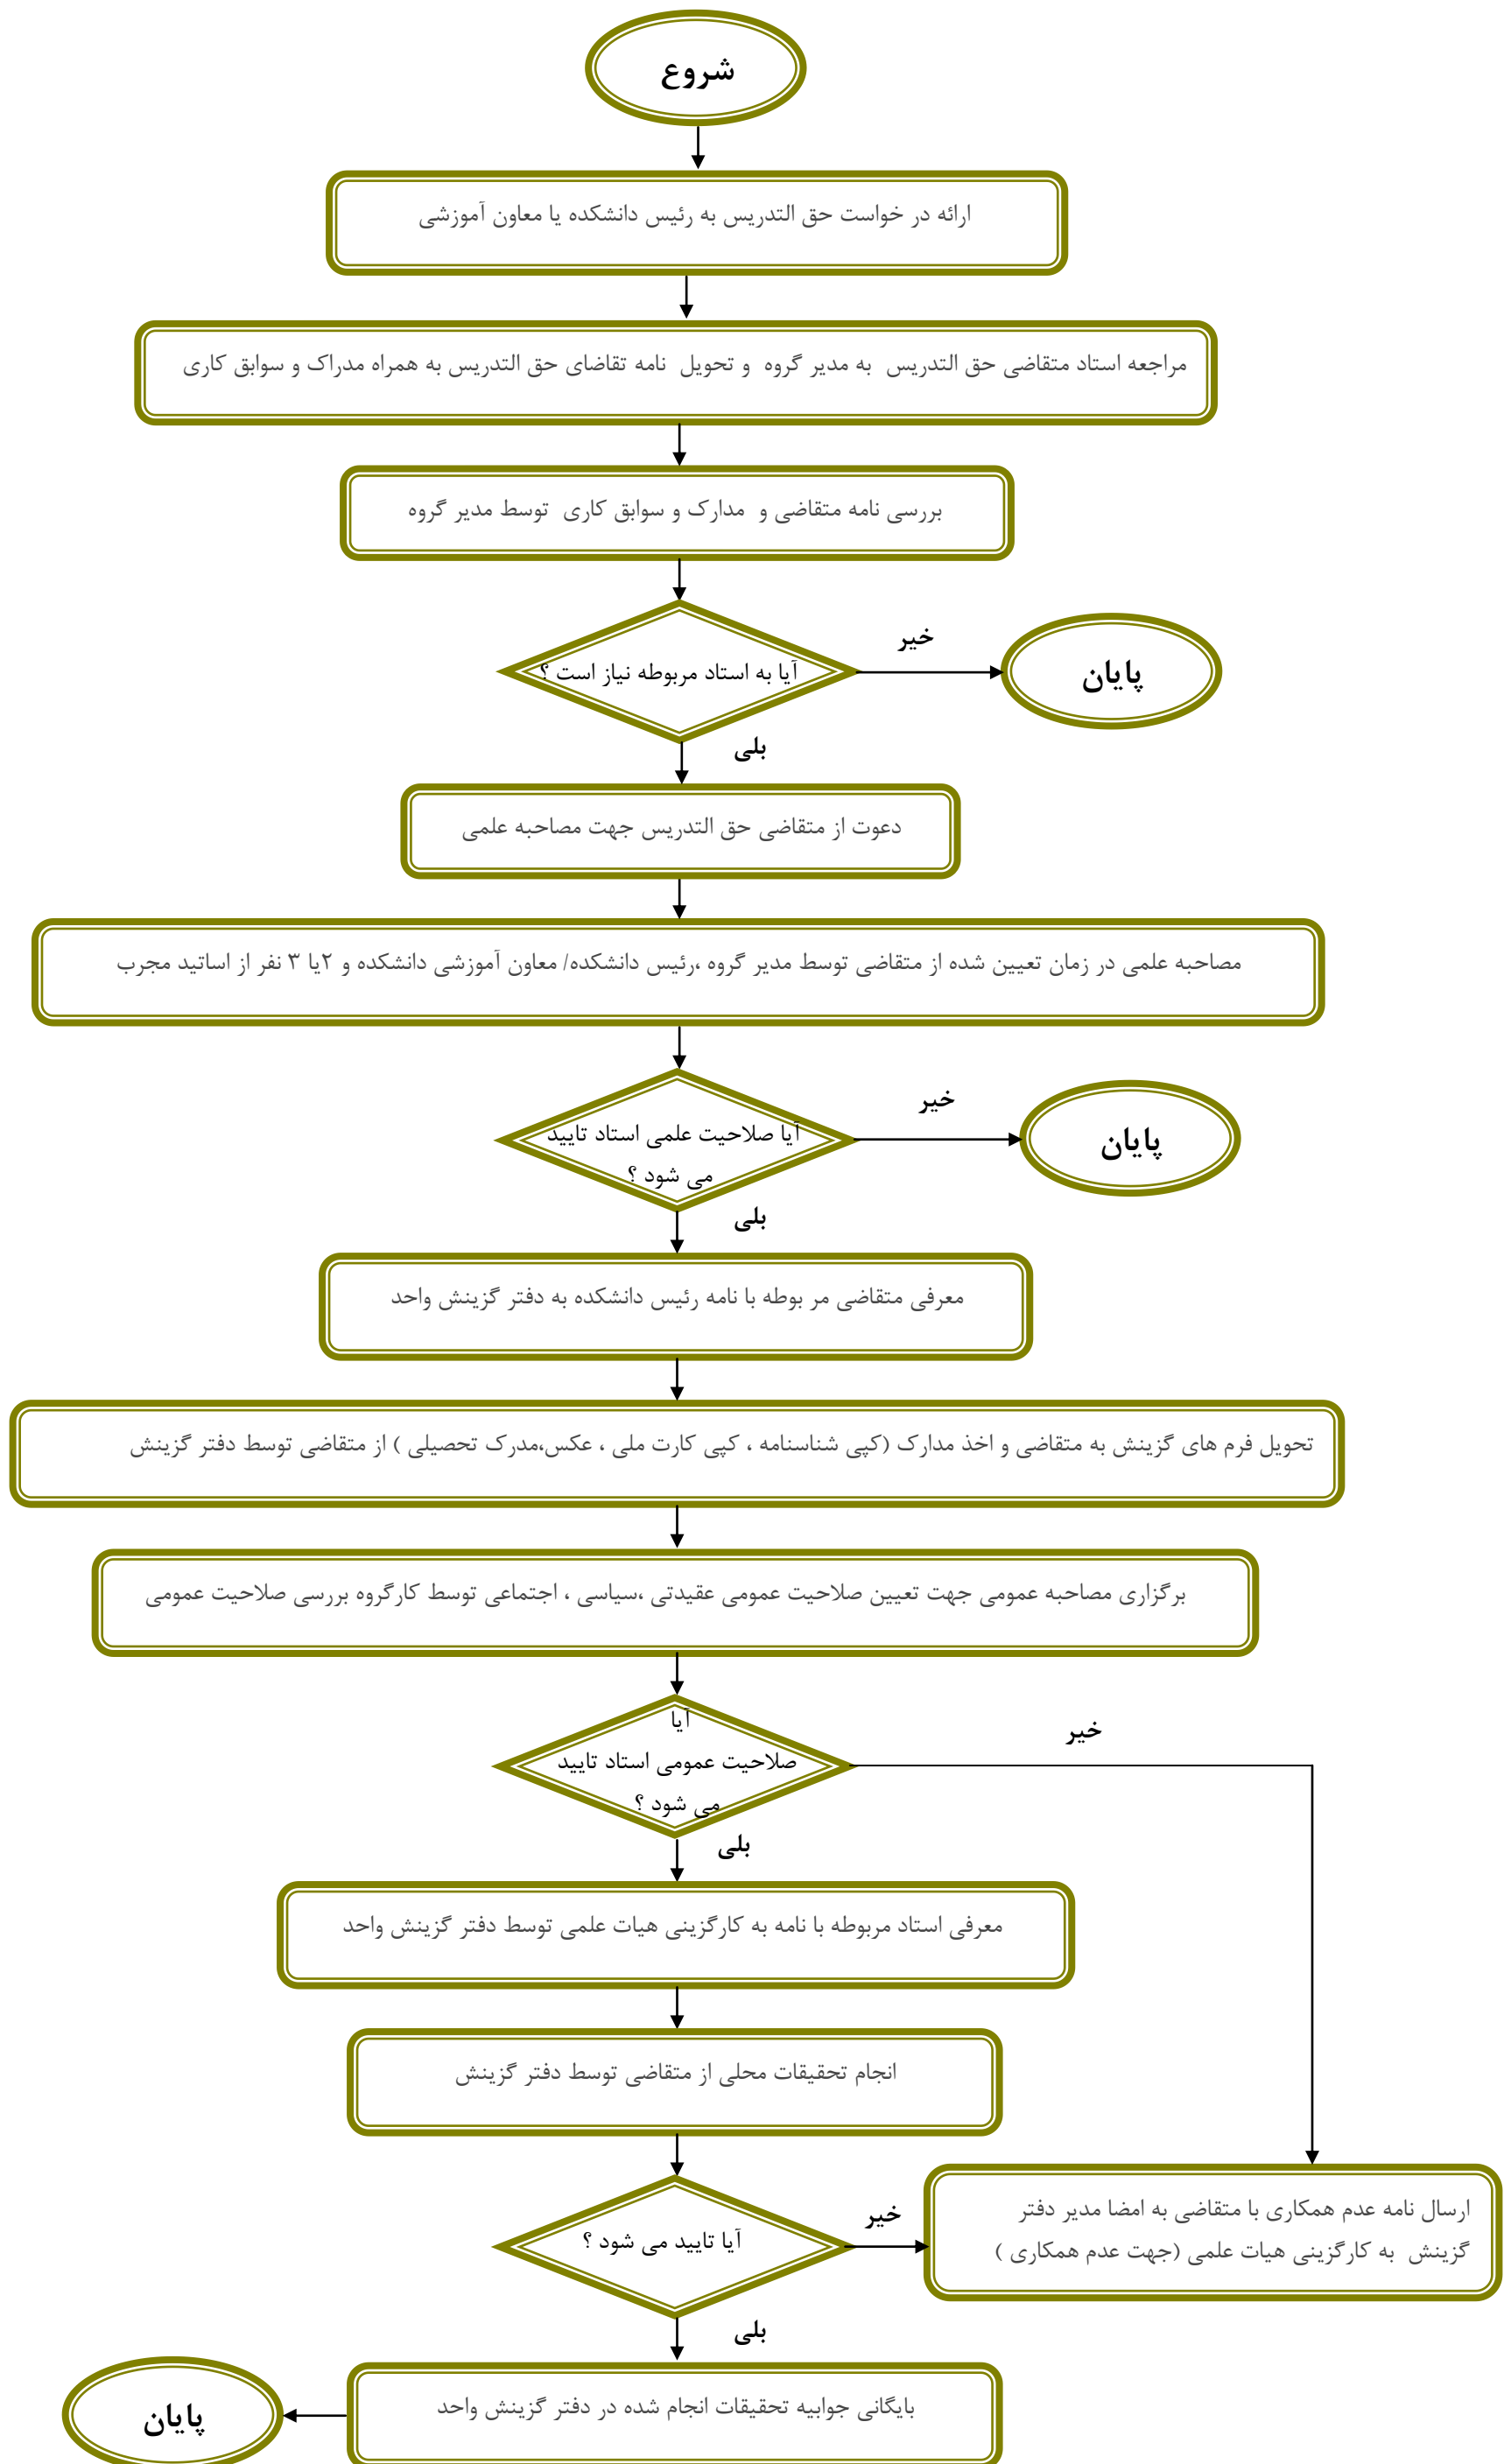 شروع
ارائه در خواست حق التدریس به رئیس دانشکده یا معاون آموزشی
مراجعه استاد متقاضی حق التدریس به مدیر گروه و تحویل نامه تقاضای حق التدریس به همراه مدراک و سوابق کاری
بررسی نامه متقاضی و مدارک و سوابق کاری توسط مدیر گروه
آیا به استاد مربوطه نیاز است ؟
خیر
پایان
بلی
دعوت از متقاضی حق التدریس جهت مصاحبه علمی
مصاحبه علمی در زمان تعیین شده از متقاضی توسط مدیر گروه ،رئیس دانشکده/ معاون آموزشی دانشکده و ۲یا ۳ نفر از اساتید مجرب
آیا صلاحیت علمی استاد تایید
می شود ؟
خیر
پایان
بلی
معرفی متقاضی مر بوطه با نامه رئیس دانشکده به دفتر گزینش واحد
تحویل فرم های گزینش به متقاضی و اخذ مدارک (کپی شناسنامه ، کپی کارت ملی ، عکس،مدرک تحصیلی ) از متقاضی توسط دفتر گزینش
برگزاری مصاحبه عمومی جهت تعیین صلاحیت عمومی عقیدتی ،سیاسی ، اجتماعی توسط کارگروه بررسی صلاحیت عمومی
آیا
صلاحیت عمومی استاد تایید
می شود ؟
خیر
بلی
معرفی استاد مربوطه با نامه به کارگزینی هیات علمی توسط دفتر گزینش واحد
انجام تحقیقات محلی از متقاضی توسط دفتر گزینش
آیا تایید می شود ؟
خیر
ارسال نامه عدم همکاری با متقاضی به امضا مدیر دفتر
گزینش به کارگزینی هیات علمی (جهت عدم همکاری )
بلی
بایگانی جوابیه تحقیقات انجام شده در دفتر گزینش واحد
پایان